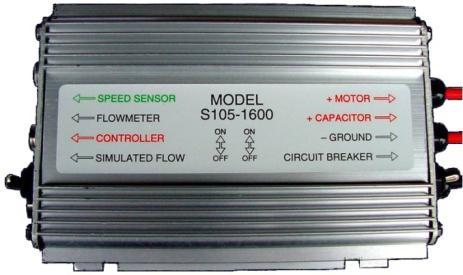 MODEL
S105-1600
SPEED SENSOR
FLOWMETER
CONTROLLER
SIMULATED FLOW
ON ON
OFF OFF
+ MOTOR
+ CAPACITOR
– GROUND
CIRCUIT BREAKER